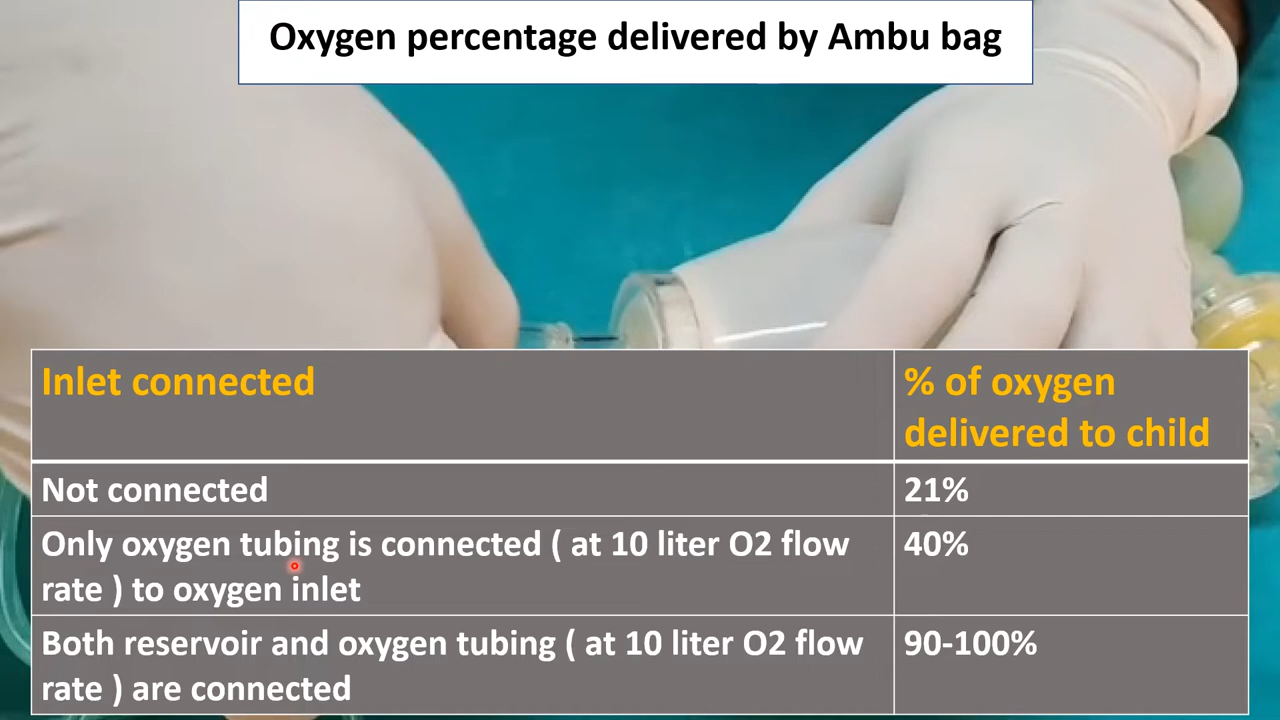 Oxygen percentage delivered by Ambu bag
Inlet connected
% of oxygen
delivered to child
Not connected
21%
Only oxygen tubing is connected ( at 10 liter O2 flow
rate ) to oxygen inlet
40%
Both reservoir and oxygen tubing ( at 10 liter O2 flow
rate ) are connected
90-100%